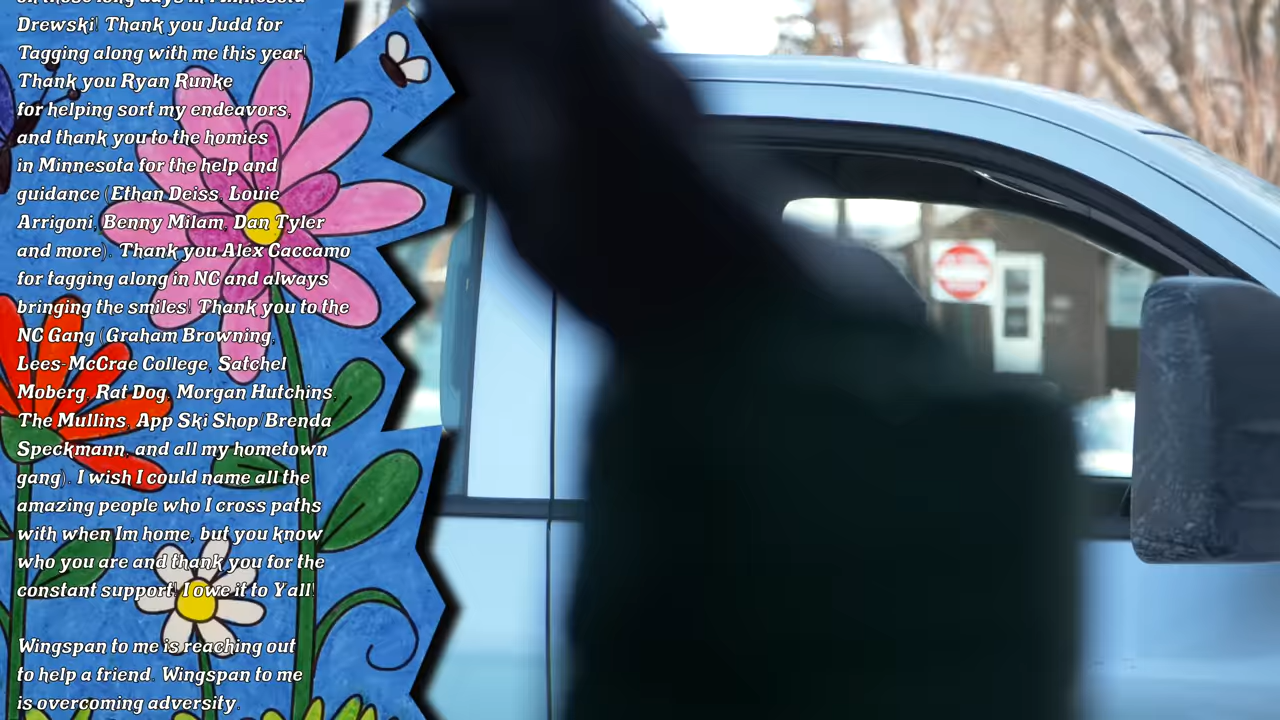 Drewski! Thank you Judd for
Tagging along with me this year!
Thank you Ryan Runke
for helping sort my endeavors,
and thank you to the homies
in Minnesota for the help and
guidance (Ethan Deiss, Louie
Arrigoni, Benny Milam, Dan Tyler
and more). Thank you Alex Caccamo
for tagging along in NC and always
bringing the smiles! Thank you to the
NC Gang (Graham Browning,
Lees-McCrae College, Satchel
Moberg, Rat Dog, Morgan Hutchins,
The Mullins, App Ski Shop/Brenda
Speckmann, and all my hometown
gang). I wish I could name all the
amazing people who I cross paths
with when Im home, but you know
who you are and thank you for the
constant support! I owe it to Y'all!
Wingspan to me is reaching out
to help a friend. Wingspan to me
is overcoming adversity.